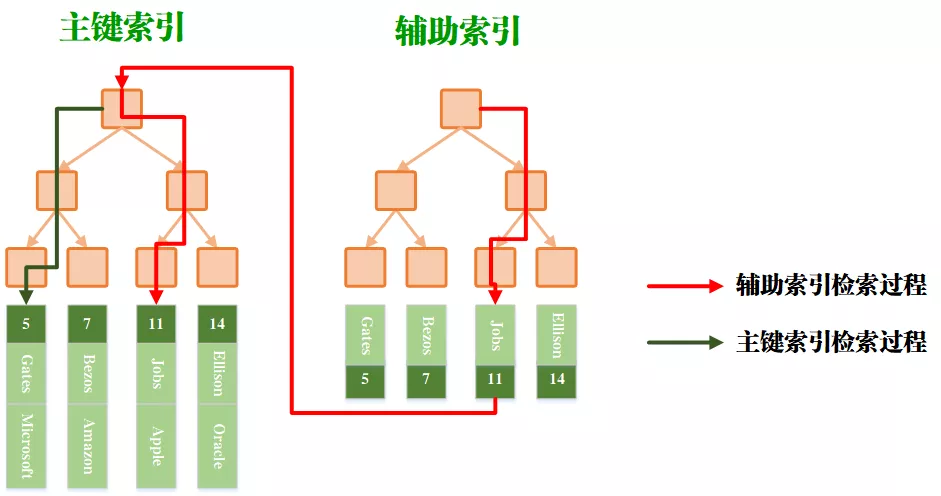 主键索引
辅助索引
5
Gates
Microsoft
7
Bezos
Amazon
11
Jobs
Apple
14
Ellison
Oracle
Gates
5
Bezos
7
Jobs
11
Ellison
14
辅助索引检索过程
主键索引检索过程